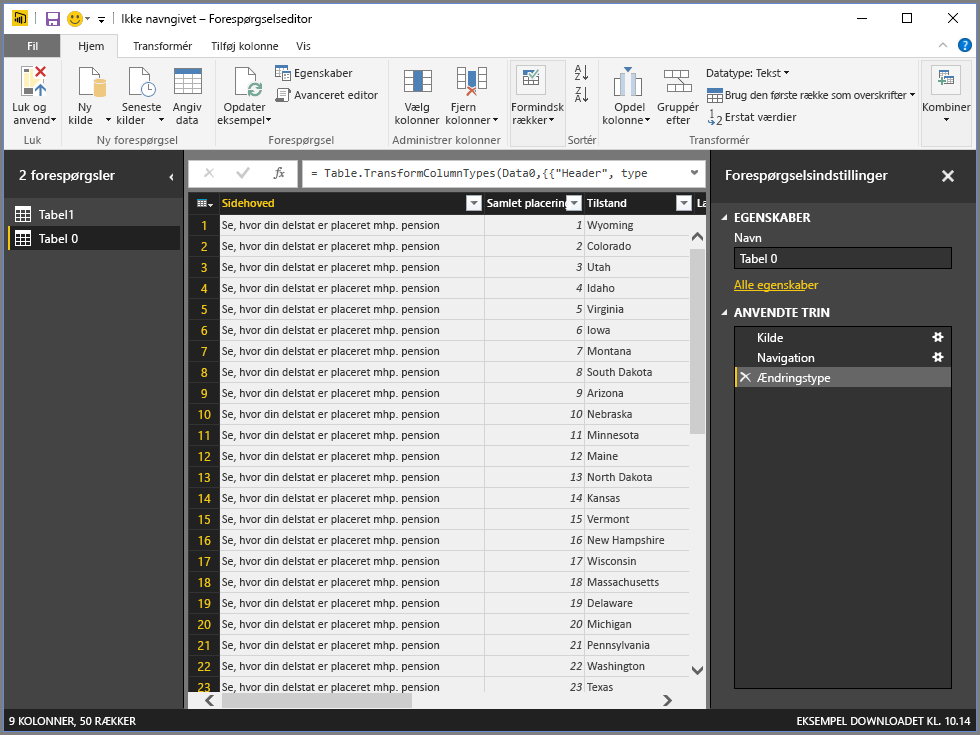 Ikke navngivet – Forespørgselseditor
Fil Hjem Transformér Tilføj kolonne Vis
Luk og anvend
Luk
Ny kilde
Seneste kilder
Angiv data
Ny forespørgsel
Opdater eksempel
Egenskaber
Avanceret editor
Forespørgsel
Vælg kolonner
Fjern kolonner
Administrer kolonner
Formindsk rækker
Sortér
Opdel kolonne
Gruppér efter
Datatype: Tekst
Brug den første række som overskrifter
Erstat værdier
Transformér
Kombiner
2 forespørgsler
Tabel1
Tabel 0
fx = Table.TransformColumnTypes(Data0,{{"Header", type
Sidehoved Samlet placering Tilstand La
1 Se, hvor din delstat er placeret mhp. pension 1 Wyoming
2 Se, hvor din delstat er placeret mhp. pension 2 Colorado
3 Se, hvor din delstat er placeret mhp. pension 3 Utah
4 Se, hvor din delstat er placeret mhp. pension 4 Idaho
5 Se, hvor din delstat er placeret mhp. pension 5 Virginia
6 Se, hvor din delstat er placeret mhp. pension 6 Iowa
7 Se, hvor din delstat er placeret mhp. pension 7 Montana
8 Se, hvor din delstat er placeret mhp. pension 8 South Dakota
9 Se, hvor din delstat er placeret mhp. pension 9 Arizona
10 Se, hvor din delstat er placeret mhp. pension 10 Nebraska
11 Se, hvor din delstat er placeret mhp. pension 11 Minnesota
12 Se, hvor din delstat er placeret mhp. pension 12 Maine
13 Se, hvor din delstat er placeret mhp. pension 13 North Dakota
14 Se, hvor din delstat er placeret mhp. pension 14 Kansas
15 Se, hvor din delstat er placeret mhp. pension 15 Vermont
16 Se, hvor din delstat er placeret mhp. pension 16 New Hampshire
17 Se, hvor din delstat er placeret mhp. pension 17 Wisconsin
18 Se, hvor din delstat er placeret mhp. pension 18 Massachusetts
19 Se, hvor din delstat er placeret mhp. pension 19 Delaware
20 Se, hvor din delstat er placeret mhp. pension 20 Michigan
21 Se, hvor din delstat er placeret mhp. pension 21 Pennsylvania
22 Se, hvor din delstat er placeret mhp. pension 22 Washington
23 Se, hvor din delstat er placeret mhp. pension 23 Texas
Forespørgselsindstillinger
EGENSKABER
Navn
Tabel 0
Alle egenskaber
ANVENDTE TRIN
Kilde
Navigation
Ændringstype
9 KOLONNER, 50 RÆKKER
EKSEMPEL DOWNLOADET KL. 10.14